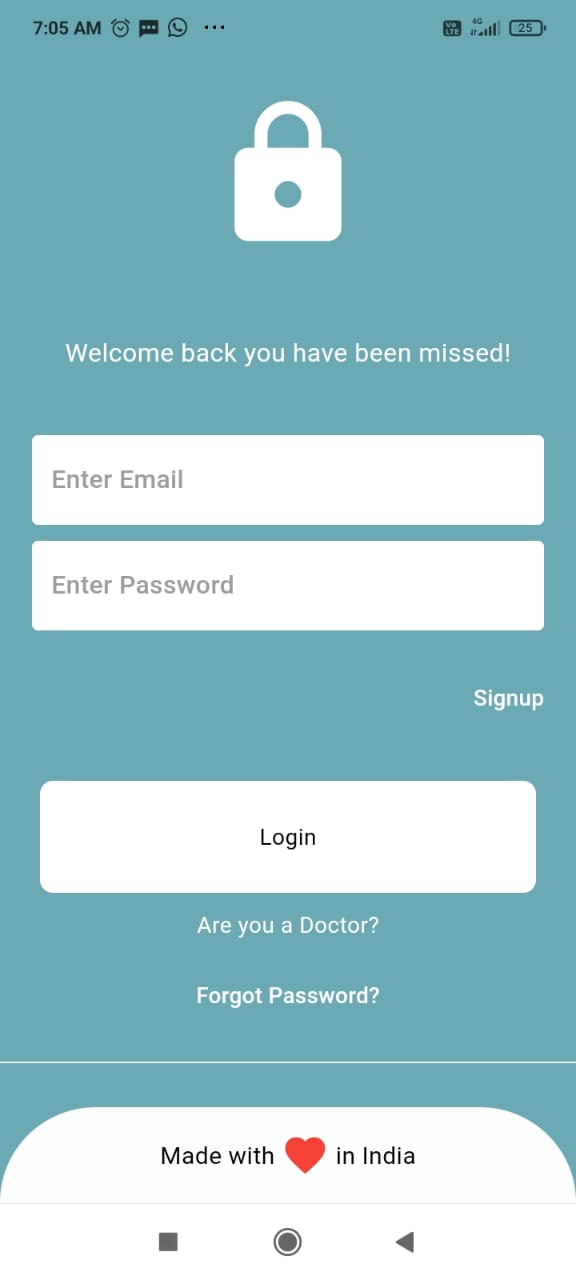 7:05 AM ... Vo LTE 4G 25
Welcome back you have been missed!
Enter Email
Enter Password
Signup
Login
Are you a Doctor?
Forgot Password?
Made with ❤ in India